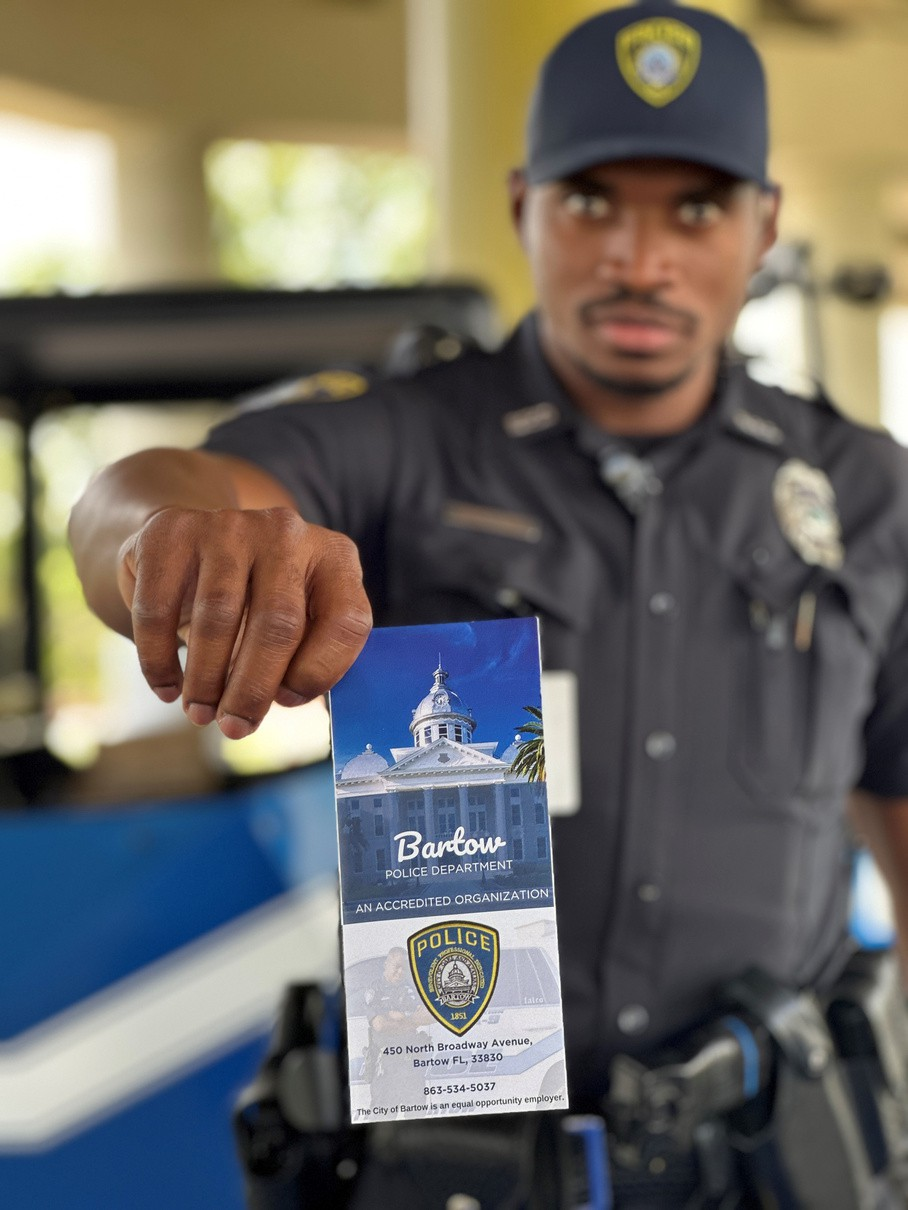 POLICE
Bartow
POLICE DEPARTMENT
AN ACCREDITED ORGANIZATION
POLICE
BARTOW
1851
450 North Broadway Avenue,
Bartow FL, 33830
863-534-5037
The City of Bartow is an equal opportunity employer.